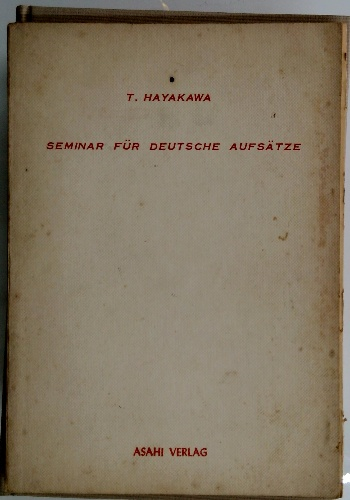 T. HAYAKAWA
SEMINAR FÜR DEUTSCHE AUFSÄTZE
ASAHI VERLAG